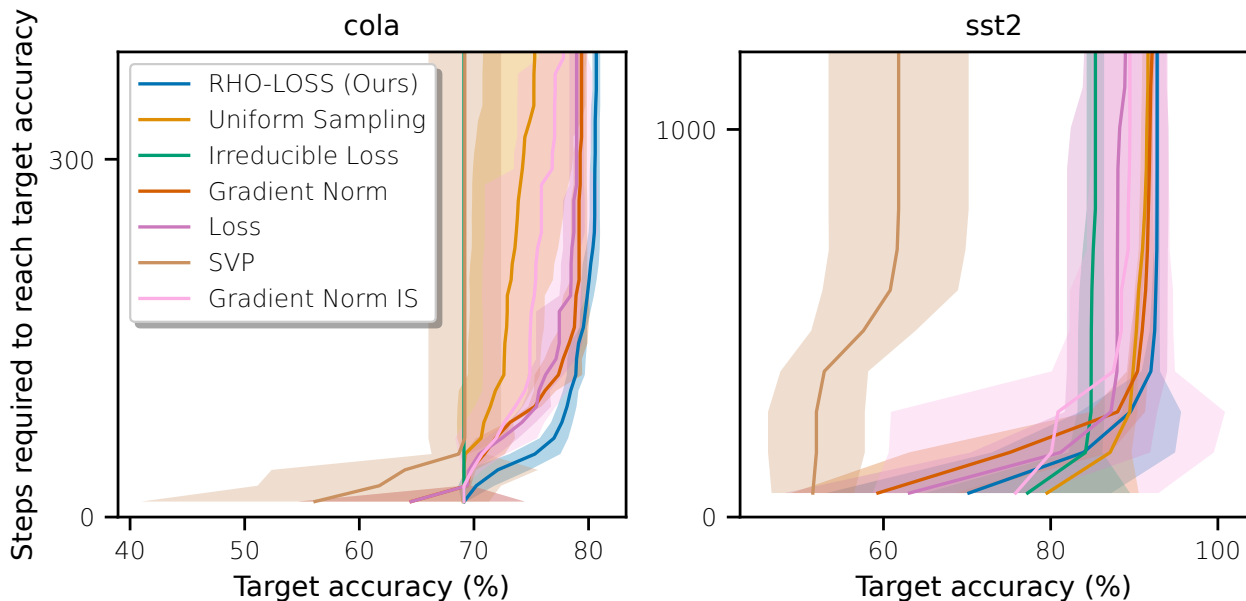 cola
sst2
Steps required to reach target accuracy
RHO-LOSS (Ours)
Uniform Sampling
Irreducible Loss
Gradient Norm
Loss
SVP
Gradient Norm IS
300
0
40 50 60 70 80
Target accuracy (%)
1000
0
60 80 100
Target accuracy (%)